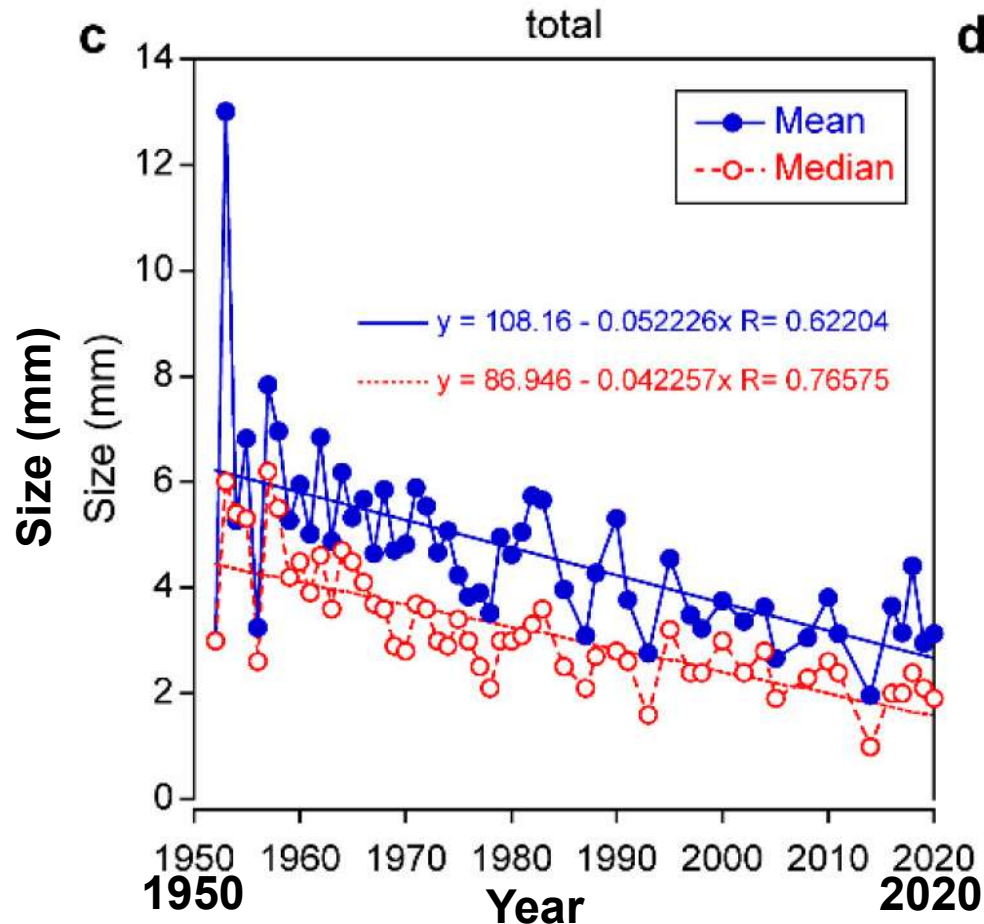 c
total
d
14
12
10
8
6
4
2
0
Mean
Median
y = 108.16 - 0.052226x R= 0.62204
y = 86.946 - 0.042257x R= 0.76575
Size (mm)
Size (mm)
1950 1960 1970 1980 1990 2000 2010 2020
1950 Year 2020